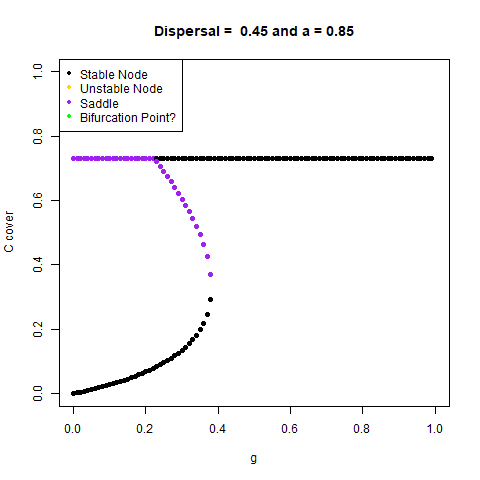 Dispersal =  0.45 and a = 0.85
Stable Node
Unstable Node
Saddle
Bifurcation Point?
1.0
0.8
0.6
0.4
0.2
0.0
C cover
0.0 0.2 0.4 0.6 0.8 1.0
g